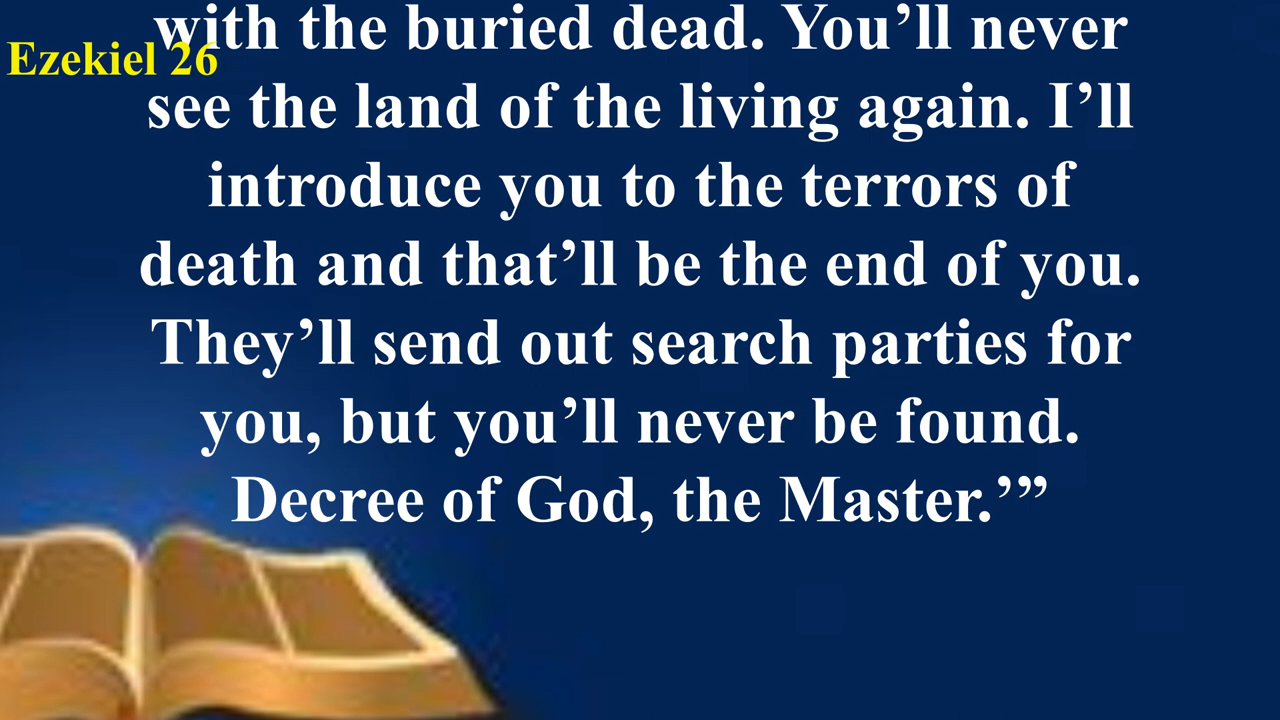 with the buried dead. You’ll never
Ezekiel 26
see the land of the living again. I’ll
introduce you to the terrors of
death and that’ll be the end of you.
They’ll send out search parties for
you, but you’ll never be found.
Decree of God, the Master.’”